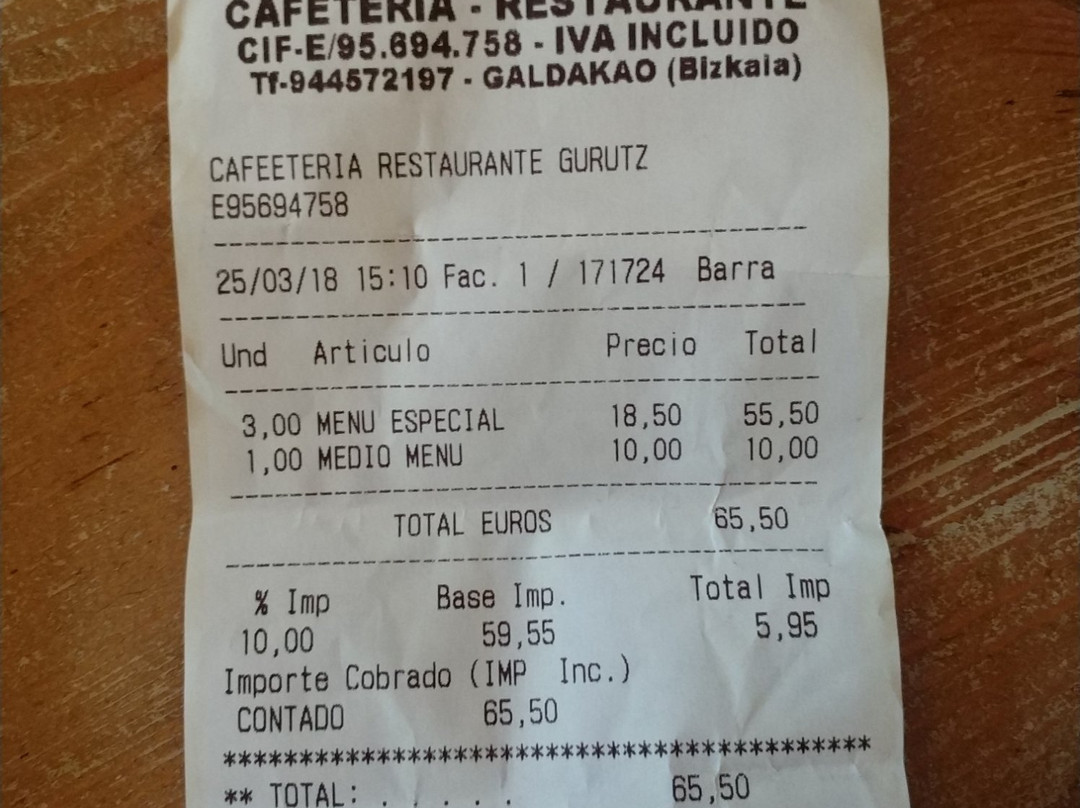 CAFETERIA - RESTAURANTE
CIF-E/95.694.758 - IVA INCLUIDO
Tf-944572197 - GALDAKAO (Bizkaia)
CAFEETERIA RESTAURANTE GURUTZ
E95694758
--------------------------------------------
25/03/18 15:10 Fac. 1 / 171724 Barra
--------------------------------------------
Und Articulo Precio Total
--------------------------------------------
3,00 MENU ESPECIAL 18,50 55,50
1,00 MEDIO MENU 10,00 10,00
--------------------------------------------
TOTAL EUROS 65,50
--------------------------------------------
% Imp Base Imp. Total Imp
10,00 59,55 5,95
Importe Cobrado (IMP Inc.)
CONTADO 65,50
******************************************
** TOTAL: . . . . . 65,50